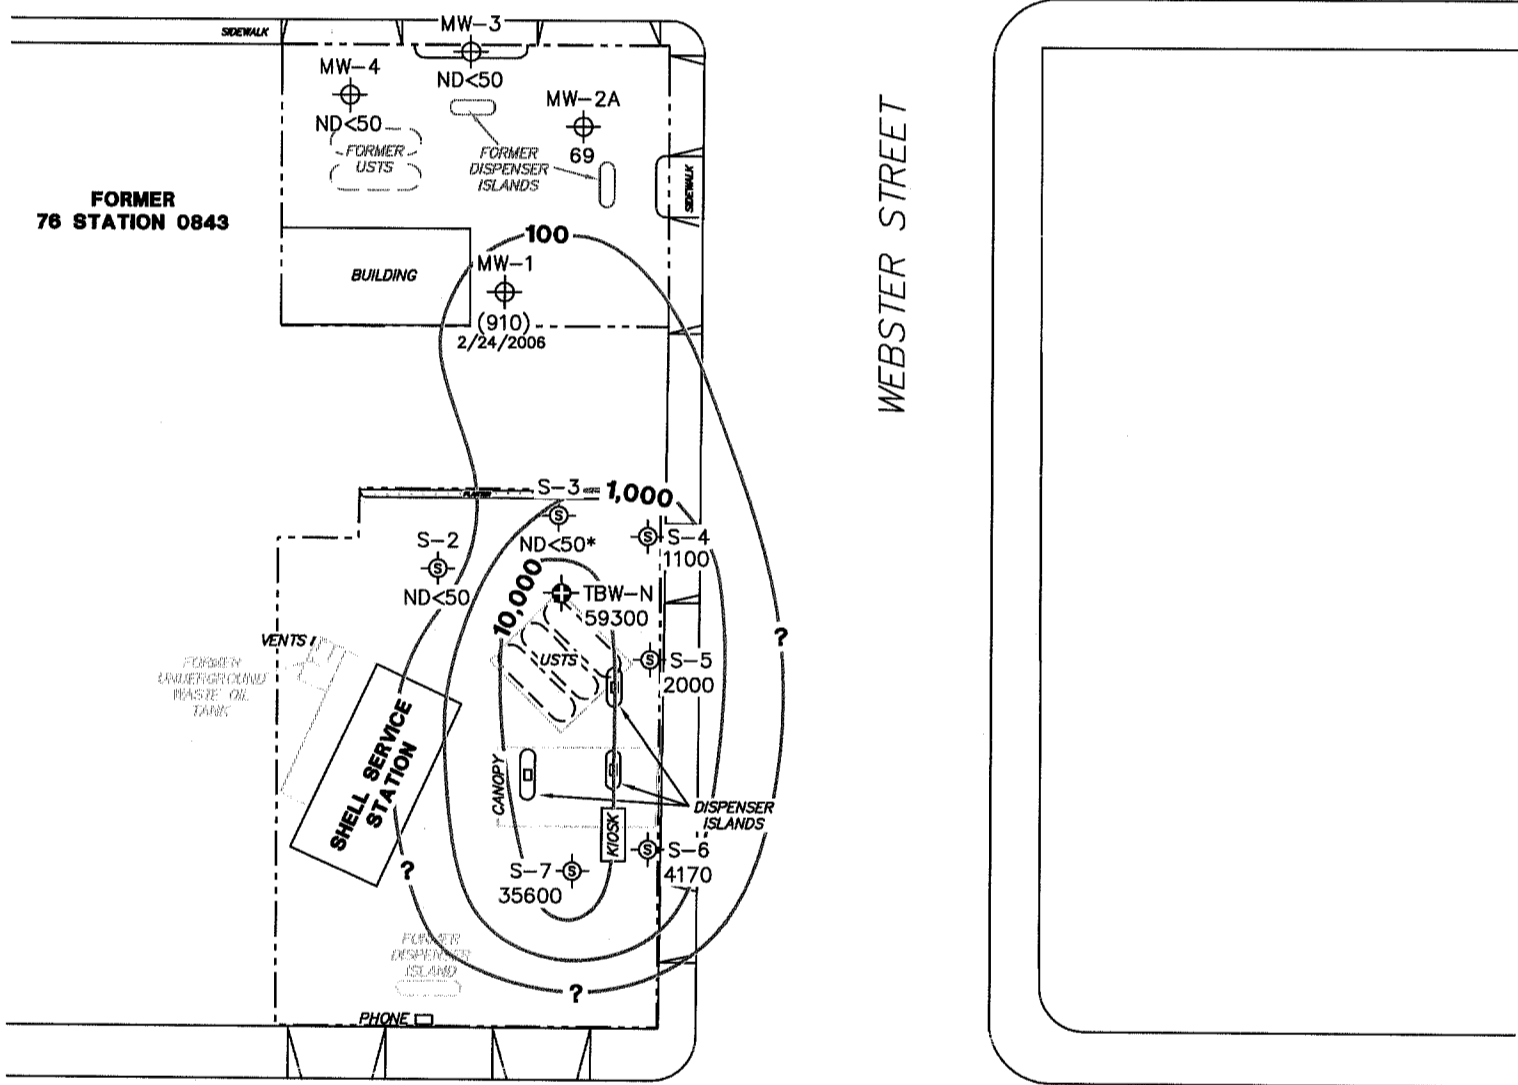 SIDEWALK
MW-3
ND<50
MW-4
ND<50
MW-2A
69
FORMER
USTS
FORMER
DISPENSER
ISLANDS
SIDEWALK
FORMER
76 STATION 0843
WEBSTER STREET
100
BUILDING
MW-1
(910)
2/24/2006
PLANTER
S-3
1,000
ND<50*
S-4
1100
S-2
ND<50
10,000
TBW-N
59300
USTS
S-5
2000
?
VENTS
FORMER
UNDERGROUND
WASTE OIL
TANK
SHELL SERVICE
STATION
CANOPY
DISPENSER
ISLANDS
KIOSK
?
S-7
35600
S-6
4170
FORMER
DISPENSER
ISLAND
?
PHONE